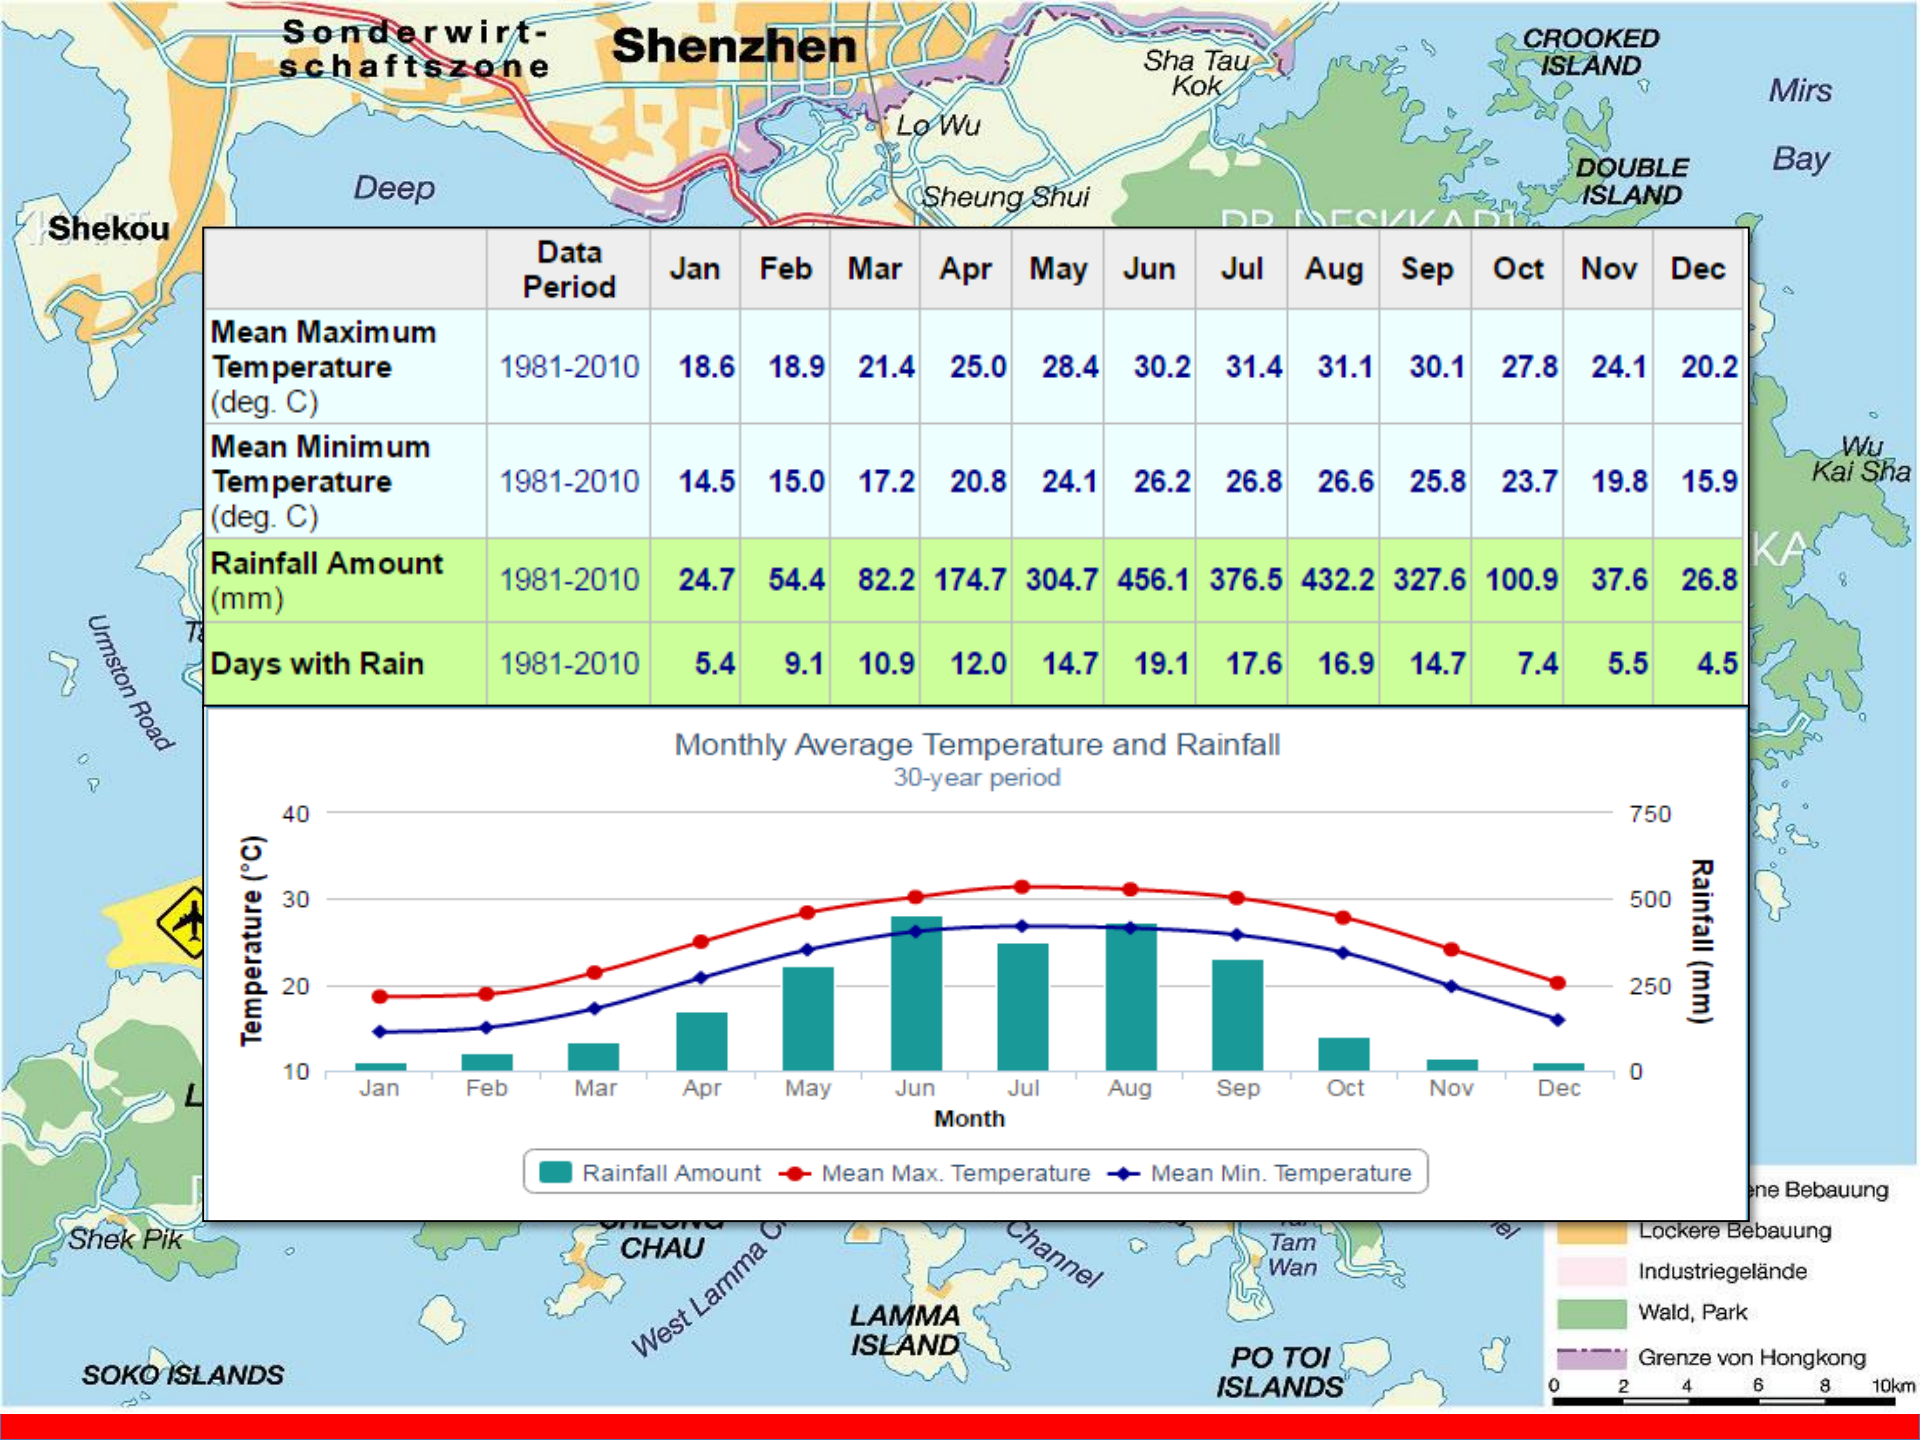 Sonderwirt-
schaftszone
Shenzhen
Sha Tau
Kok
CROOKED
ISLAND
Mirs
Bay
Lo Wu
Deep
DOUBLE
ISLAND
Sheung Shui
Shekou
Data
Period
Jan Feb Mar Apr May Jun Jul Aug Sep Oct Nov Dec
Mean Maximum
Temperature
(deg. C)
1981-2010 18.6 18.9 21.4 25.0 28.4 30.2 31.4 31.1 30.1 27.8 24.1 20.2
Mean Minimum
Temperature
(deg. C)
1981-2010 14.5 15.0 17.2 20.8 24.1 26.2 26.8 26.6 25.8 23.7 19.8 15.9
Rainfall Amount
(mm)
1981-2010 24.7 54.4 82.2 174.7 304.7 456.1 376.5 432.2 327.6 100.9 37.6 26.8
Days with Rain 1981-2010 5.4 9.1 10.9 12.0 14.7 19.1 17.6 16.9 14.7 7.4 5.5 4.5
Wu
Kai Sha
KA
Urmston Road
Monthly Average Temperature and Rainfall
30-year period
Temperature (°C)
40
30
20
10
750
500
250
0
Rainfall (mm)
Jan Feb Mar Apr May Jun Jul Aug Sep Oct Nov Dec
Month
Rainfall Amount Mean Max. Temperature Mean Min. Temperature
Shek Pik
CHEUNG
CHAU
West Lamma C
Channel
Tam
Wan
LAMMA
ISLAND
SOKO ISLANDS
PO TOI
ISLANDS
ene Bebauung
Lockere Bebauung
Industriegelände
Wald, Park
Grenze von Hongkong
0 2 4 6 8 10km